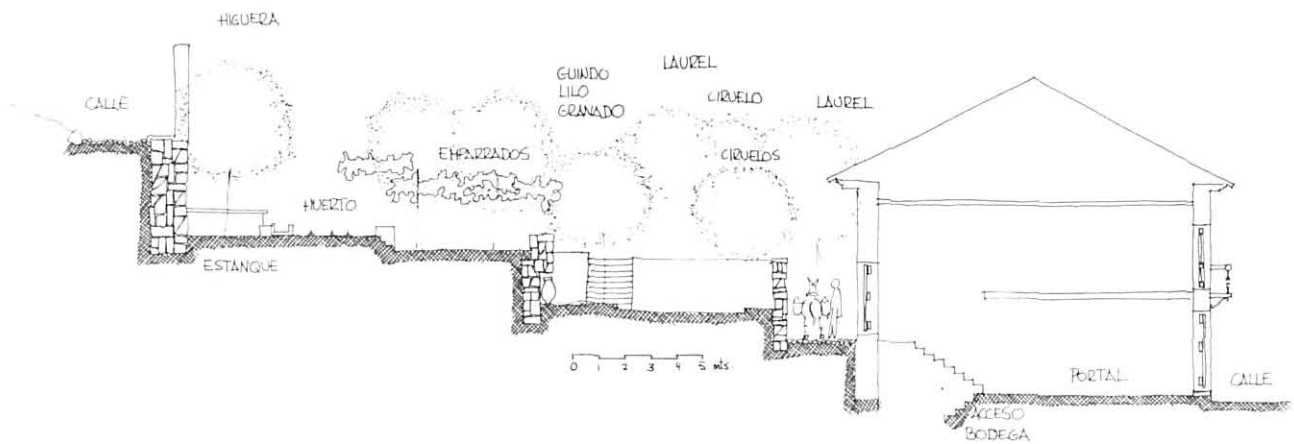 HIGUERA
CALLE
GUINDO
LILO
GRANADO
LAUREL
CIRUELO
LAUREL
EMPARRADOS
CIRUELOS
HUERTO
ESTANQUE
0 1 2 3 4 5 mts.
PORTAL
CALLE
ACCESO
BODEGA